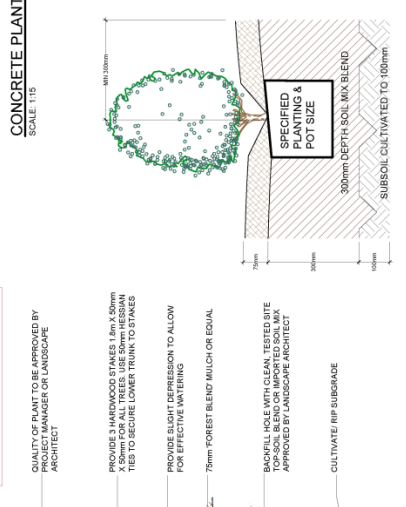 CONCRETE PLANT
SCALE: 1:15
QUALITY OF PLANT TO BE APPROVED BY
PROJECT MANAGER OR LANDSCAPE
ARCHITECT
PROVIDE 3 HARDWOOD STAKES 1.8m X 50mm
X 50mm FOR ALL TREES. USE 50mm HESSIAN
TIES TO SECURE LOWER TRUNK TO STAKES
PROVIDE SLIGHT DEPRESSION TO ALLOW
FOR EFFECTIVE WATERING
75mm 'FOREST BLEND' MULCH OR EQUAL
BACKFILL HOLE WITH CLEAN, TESTED SITE
TOP-SOIL BLEND OR IMPORTED SOIL MIX
APPROVED BY LANDSCAPE ARCHITECT
CULTIVATE/ RIP SUBGRADE
MIN 300mm
75mm
300mm
100mm
SPECIFIED
PLANTING &
POT SIZE
300mm DEPTH SOIL MIX BLEND
SUBSOIL CULTIVATED TO 100mm